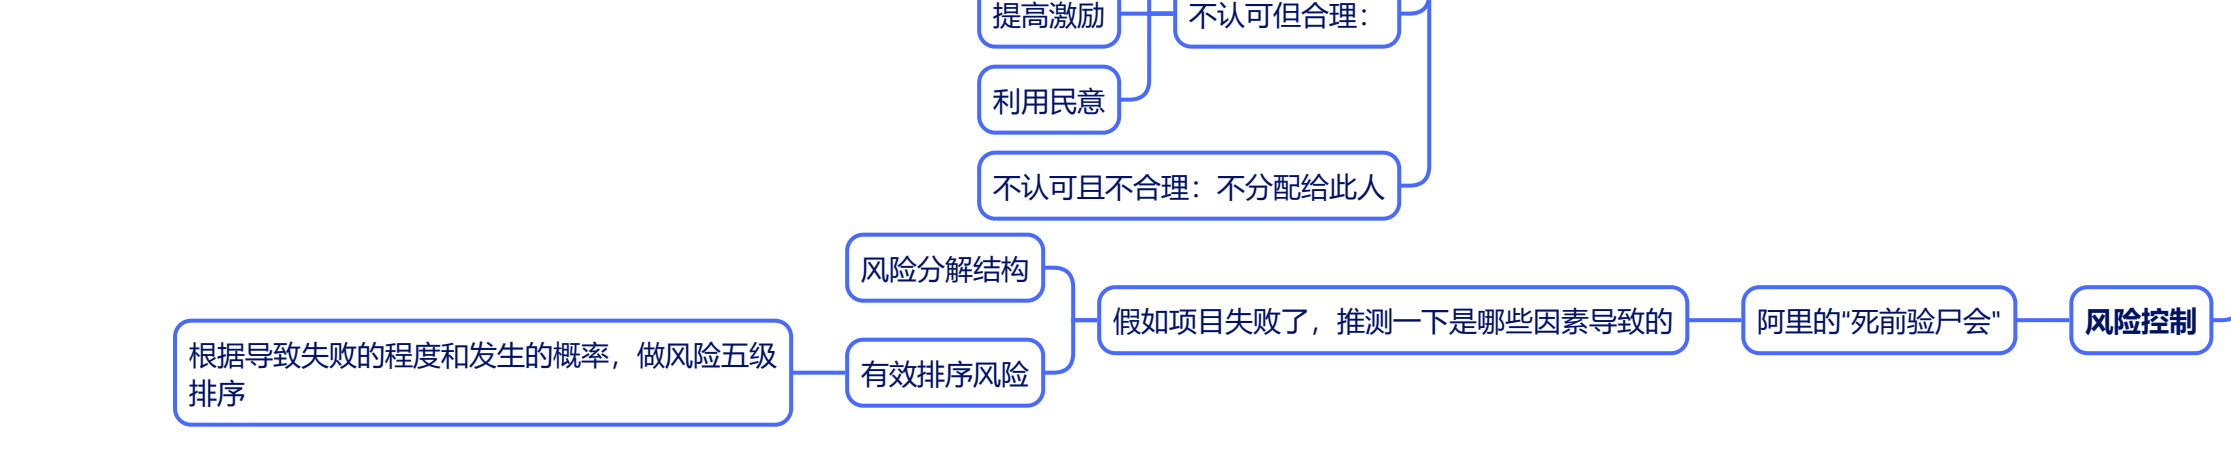 提高激励
不认可但合理：
利用民意
不认可且不合理：不分配给此人
风险分解结构
假如项目失败了，推测一下是哪些因素导致的
阿里的"死前验尸会"
风险控制
根据导致失败的程度和发生的概率，做风险五级
排序
有效排序风险